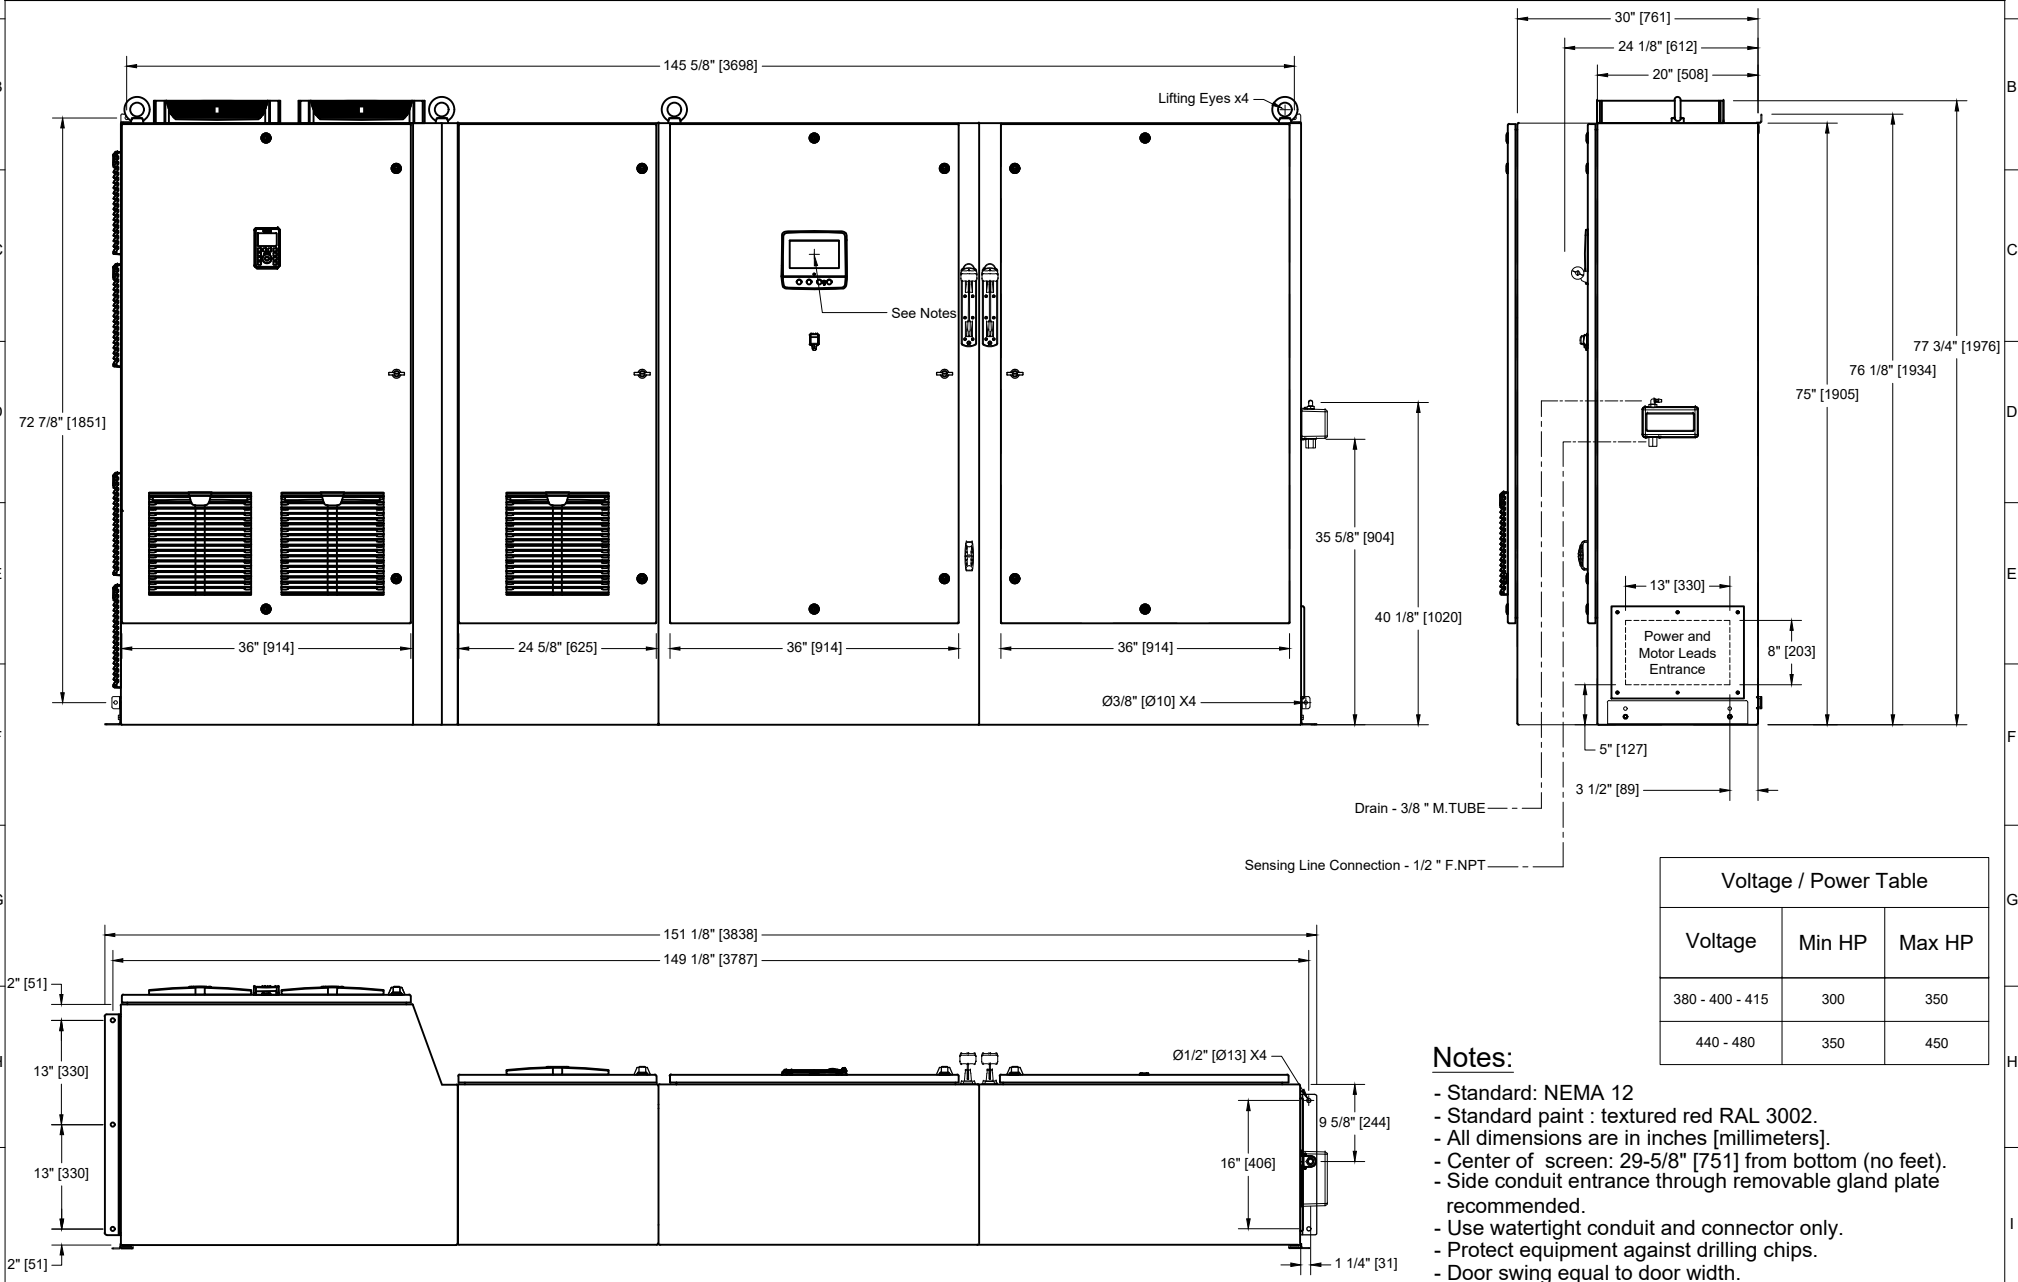 30" [761]
24 1/8" [612]
20" [508]
145 5/8" [3698]
Lifting Eyes x4
B
B
C
See Notes
77 3/4" [1976]
76 1/8" [1934]
75" [1905]
72 7/8" [1851]
D
35 5/8" [904]
E
13" [330]
40 1/8" [1020]
Power and
Motor Leads
Entrance
8" [203]
36" [914]
24 5/8" [625]
36" [914]
36" [914]
Ø3/8" [Ø10] X4
F
5" [127]
3 1/2" [89]
Drain - 3/8 " M.TUBE
Sensing Line Connection - 1/2 " F.NPT
Voltage / Power Table
G
Voltage Min HP Max HP
380 - 400 - 415 300 350
440 - 480 350 450
151 1/8" [3838]
149 1/8" [3787]
2" [51]
13" [330]
13" [330]
2" [51]
Ø1/2" [Ø13] X4
9 5/8" [244]
16" [406]
1 1/4" [31]
H
I
Notes:
- Standard: NEMA 12
- Standard paint : textured red RAL 3002.
- All dimensions are in inches [millimeters].
- Center of screen: 29-5/8" [751] from bottom (no feet).
- Side conduit entrance through removable gland plate
recommended.
- Use watertight conduit and connector only.
- Protect equipment against drilling chips.
- Door swing equal to door width.